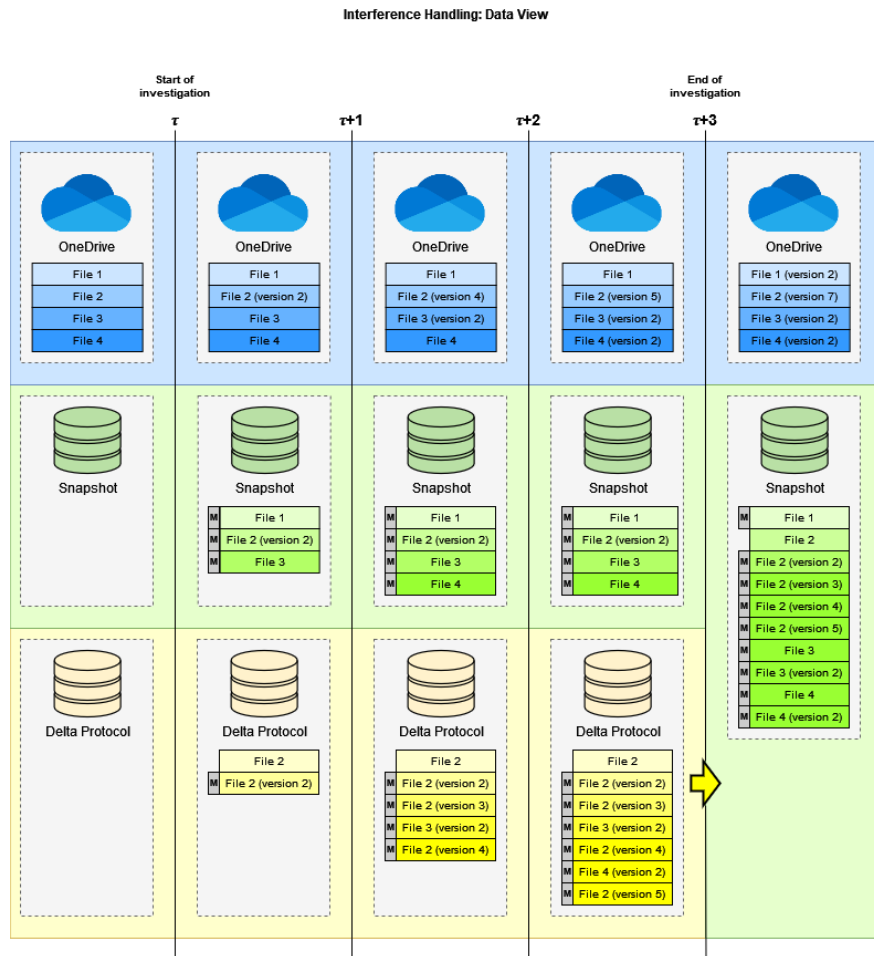 Interference Handling: Data View
Start of
investigation
End of
investigation
τ
τ+1
τ+2
τ+3
OneDrive
File 1
File 2
File 3
File 4
OneDrive
File 1
File 2 (version 2)
File 3
File 4
OneDrive
File 1
File 2 (version 4)
File 3 (version 2)
File 4
OneDrive
File 1
File 2 (version 5)
File 3 (version 2)
File 4 (version 2)
OneDrive
File 1 (version 2)
File 2 (version 7)
File 3 (version 2)
File 4 (version 2)
Snapshot
Snapshot
M File 1
M File 2 (version 2)
M File 3
Snapshot
M File 1
M File 2 (version 2)
M File 3
M File 4
Snapshot
M File 1
M File 2 (version 2)
M File 3
M File 4
Snapshot
M File 1
File 2
M File 2 (version 2)
M File 2 (version 3)
M File 2 (version 4)
M File 2 (version 5)
M File 3
M File 3 (version 2)
M File 4
M File 4 (version 2)
Delta Protocol
Delta Protocol
File 2
M File 2 (version 2)
Delta Protocol
File 2
M File 2 (version 2)
M File 2 (version 3)
M File 3 (version 2)
M File 2 (version 4)
Delta Protocol
File 2
M File 2 (version 2)
M File 2 (version 3)
M File 3 (version 2)
M File 2 (version 4)
M File 4 (version 2)
M File 2 (version 5)